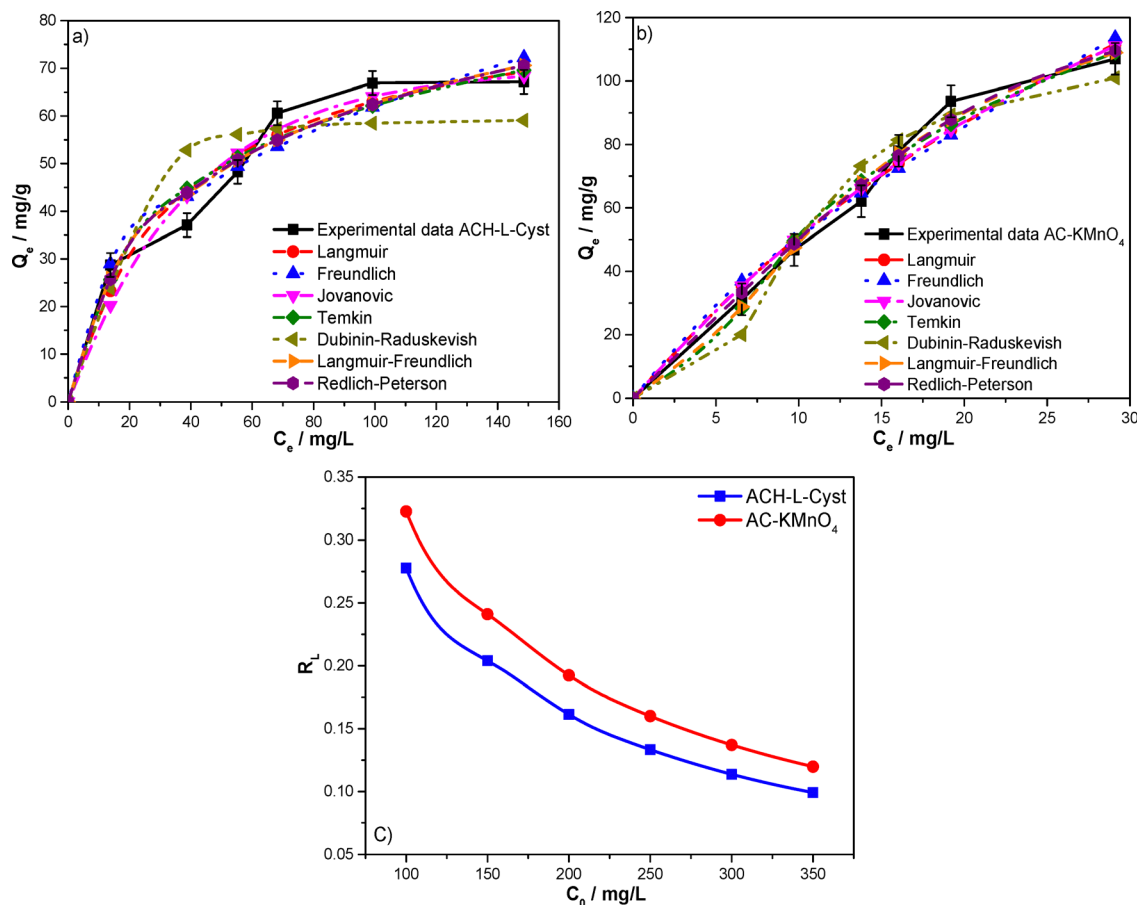 a)
80
70
60
50
40
30
20
10
0
Qe / mg/g
Experimental data ACH-L-Cyst
Langmuir
Freundlich
Jovanovic
Temkin
Dubinin-Raduskevish
Langmuir-Freundlich
Redlich-Peterson
0 20 40 60 80 100 120 140 160
Ce / mg/L
b)
120
100
80
60
40
20
0
Qe / mg/g
Experimental data AC-KMnO4
Langmuir
Freundlich
Jovanovic
Temkin
Dubinin-Raduskevish
Langmuir-Freundlich
Redlich-Peterson
0 5 10 15 20 25 30
Ce / mg/L
0.35
0.30
0.25
0.20
0.15
0.10
0.05
RL
ACH-L-Cyst
AC-KMnO4
C)
100 150 200 250 300 350
C0 / mg/L